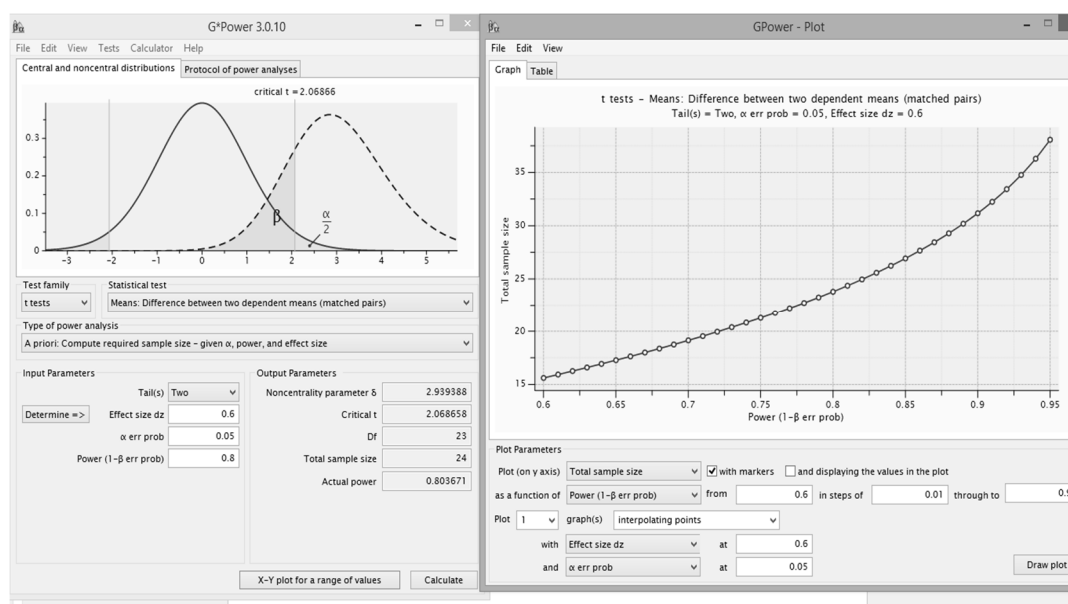 G*Power 3.0.10
File Edit View Tests Calculator Help
Central and noncentral distributions Protocol of power analyses
critical t = 2.06866
0.3
0.2
0.1
0
β
α
2
-3 -2 -1 0 1 2 3 4 5
Test family Statistical test
t tests Means: Difference between two dependent means (matched pairs)
Type of power analysis
A priori: Compute required sample size – given α, power, and effect size
Input Parameters
Tail(s) Two
Determine => Effect size dz 0.6
α err prob 0.05
Power (1-β err prob) 0.8
Output Parameters
Noncentrality parameter δ 2.939388
Critical t 2.068658
Df 23
Total sample size 24
Actual power 0.803671
X-Y plot for a range of values Calculate
GPower - Plot
File Edit View
Graph Table
t tests – Means: Difference between two dependent means (matched pairs)
Tail(s) = Two, α err prob = 0.05, Effect size dz = 0.6
Total sample size
35
30
25
20
15
0.6 0.65 0.7 0.75 0.8 0.85 0.9 0.95
Power (1-β err prob)
Plot Parameters
Plot (on y axis) Total sample size with markers and displaying the values in the plot
as a function of Power (1-β err prob) from 0.6 in steps of 0.01 through to
Plot 1 graph(s) interpolating points
with Effect size dz at 0.6
and α err prob at 0.05
Draw plot